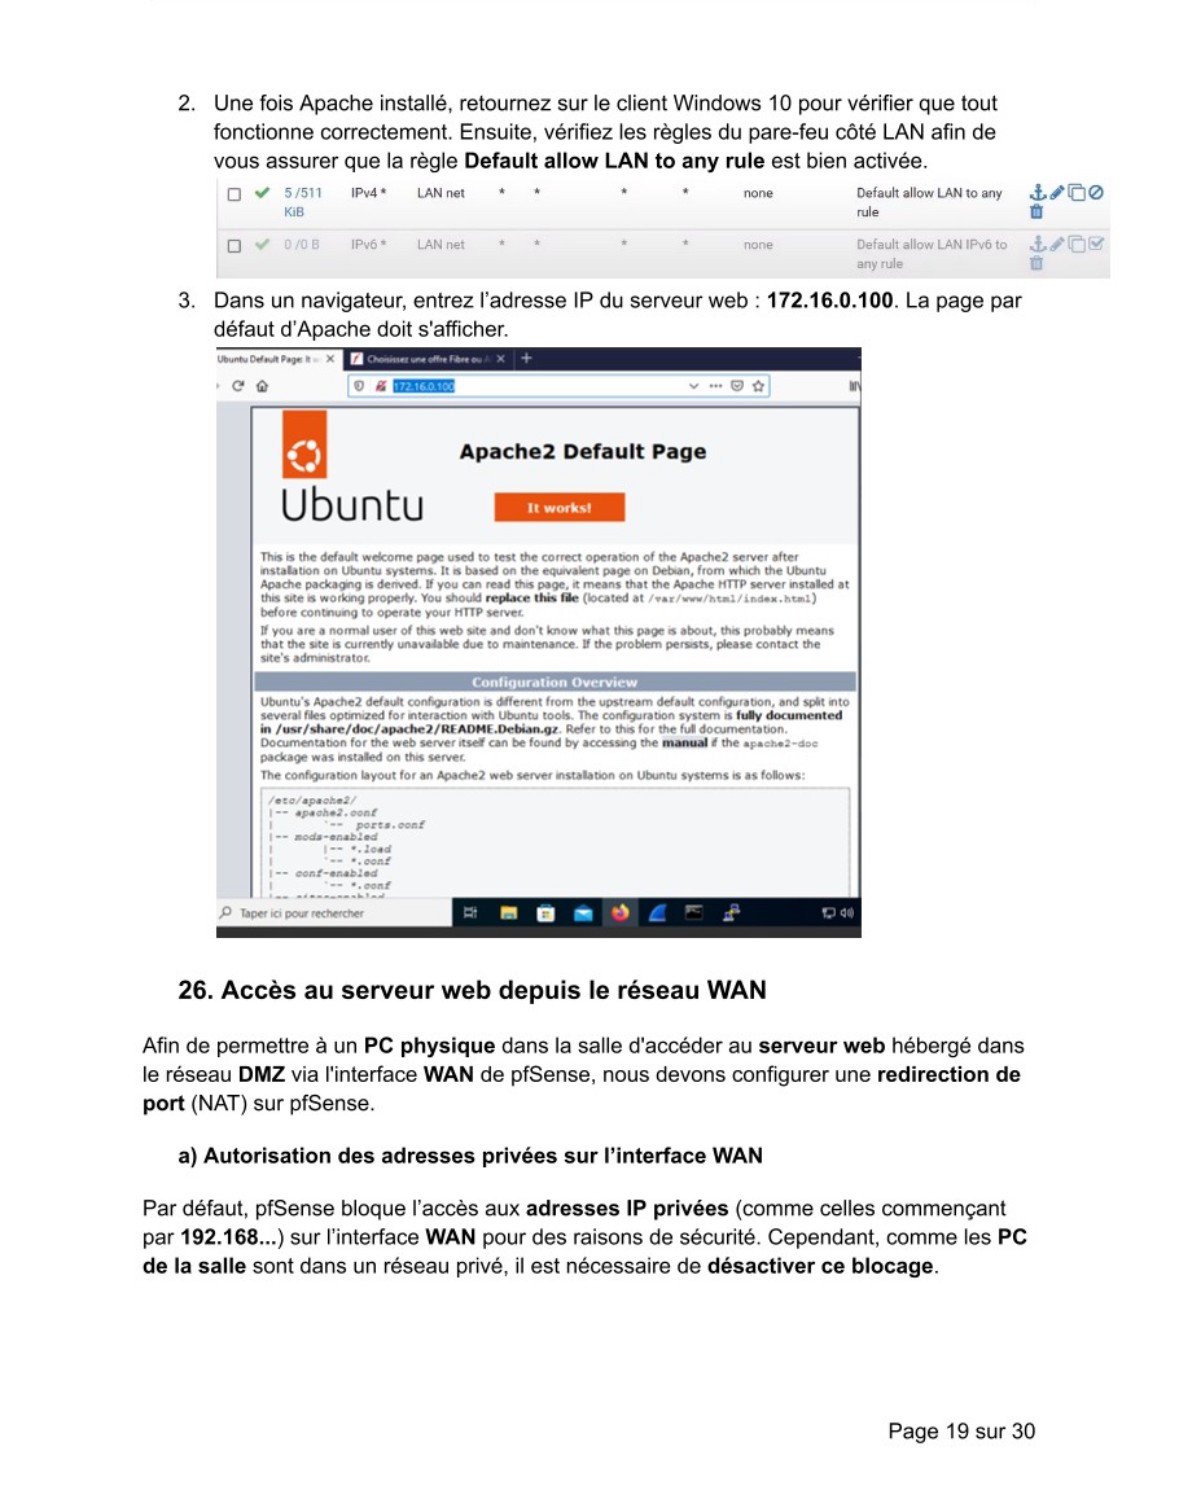 2. Une fois Apache installé, retournez sur le client Windows 10 pour vérifier que tout
fonctionne correctement. Ensuite, vérifiez les règles du pare-feu côté LAN afin de
vous assurer que la règle Default allow LAN to any rule est bien activée.
5 /511 KiB IPv4 * LAN net * * * * none Default allow LAN to any rule
0 /0 B IPv6 * LAN net * * * * none Default allow LAN IPv6 to any rule
3. Dans un navigateur, entrez l’adresse IP du serveur web : 172.16.0.100. La page par
défaut d’Apache doit s'afficher.
Ubuntu Default Page: It Choisissez une offre Fibre ou
172.16.0.100
Apache2 Default Page
Ubuntu
It works!
This is the default welcome page used to test the correct operation of the Apache2 server after
installation on Ubuntu systems. It is based on the equivalent page on Debian, from which the Ubuntu
Apache packaging is derived. If you can read this page, it means that the Apache HTTP server installed at
this site is working properly. You should replace this file (located at /var/www/html/index.html)
before continuing to operate your HTTP server.
If you are a normal user of this web site and don't know what this page is about, this probably means
that the site is currently unavailable due to maintenance. If the problem persists, please contact the
site's administrator.
Configuration Overview
Ubuntu's Apache2 default configuration is different from the upstream default configuration, and split into
several files optimized for interaction with Ubuntu tools. The configuration system is fully documented
in /usr/share/doc/apache2/README.Debian.gz. Refer to this for the full documentation.
Documentation for the web server itself can be found by accessing the manual if the apache2-doc
package was installed on this server.
The configuration layout for an Apache2 web server installation on Ubuntu systems is as follows:
/etc/apache2/
|-- apache2.conf
| `-- ports.conf
|-- mods-enabled
| |-- *.load
| `-- *.conf
|-- conf-enabled
| `-- *.conf
Taper ici pour rechercher
26. Accès au serveur web depuis le réseau WAN
Afin de permettre à un PC physique dans la salle d'accéder au serveur web hébergé dans
le réseau DMZ via l'interface WAN de pfSense, nous devons configurer une redirection de
port (NAT) sur pfSense.
a) Autorisation des adresses privées sur l’interface WAN
Par défaut, pfSense bloque l’accès aux adresses IP privées (comme celles commençant
par 192.168...) sur l’interface WAN pour des raisons de sécurité. Cependant, comme les PC
de la salle sont dans un réseau privé, il est nécessaire de désactiver ce blocage.
Page 19 sur 30